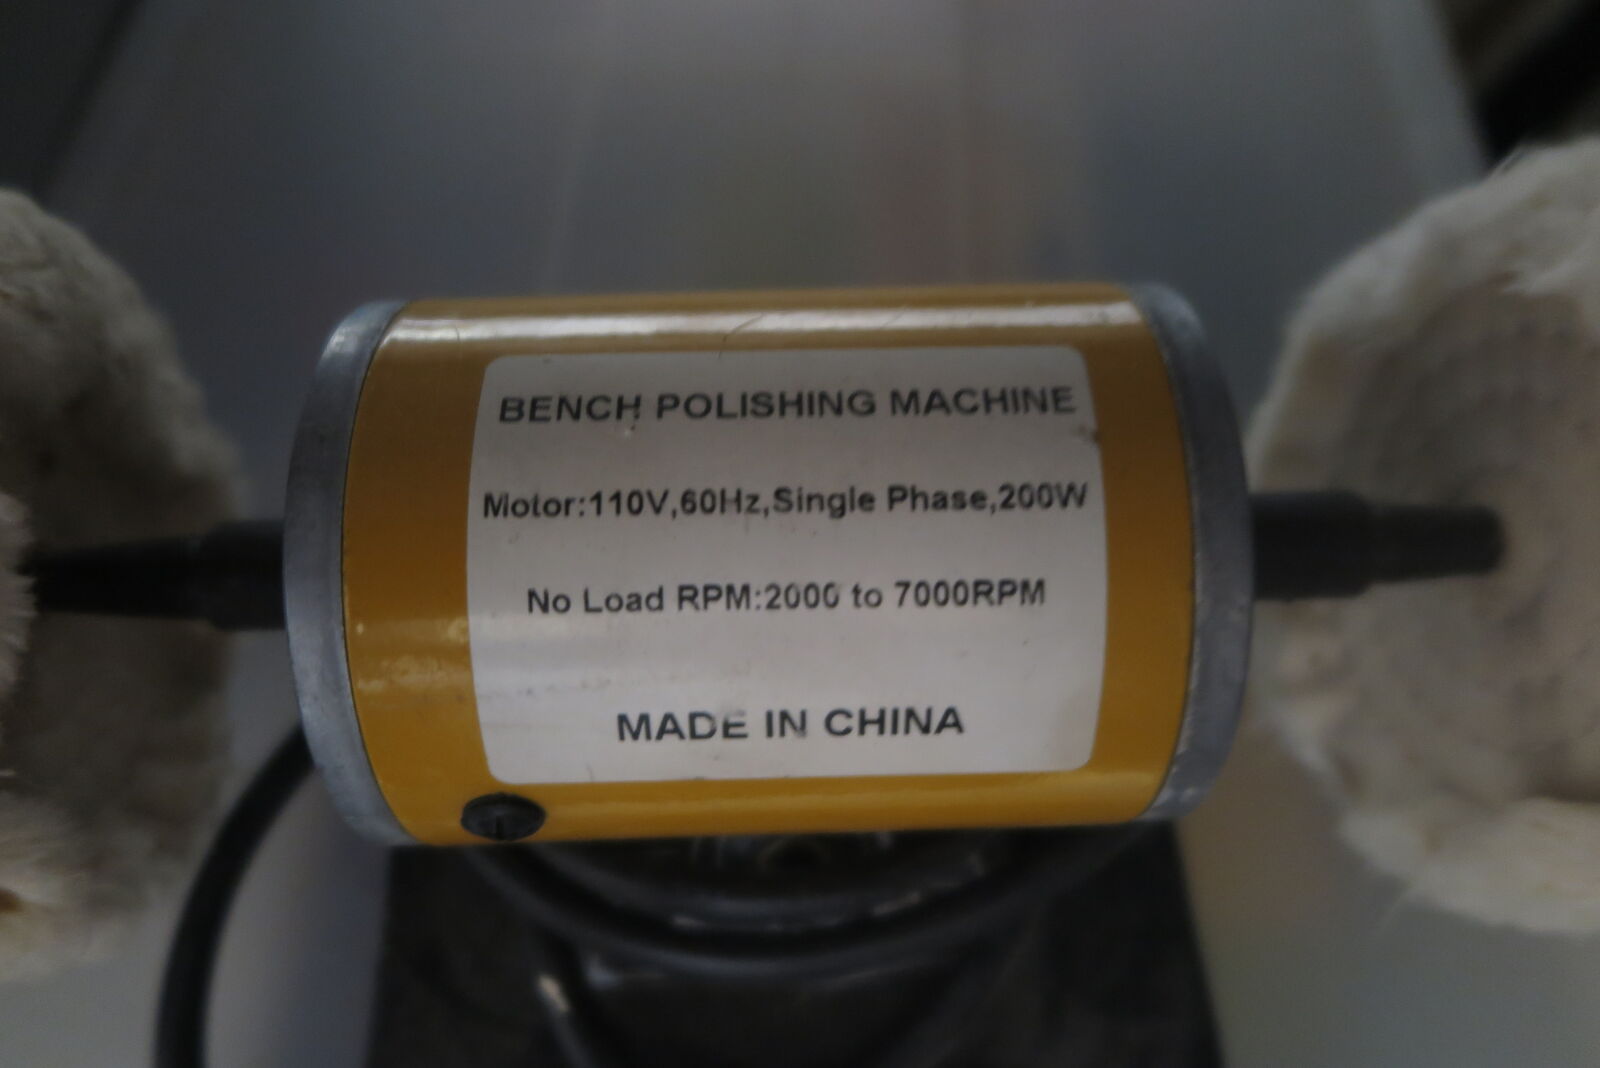 BENCH POLISHING MACHINE
Motor:110V,60Hz,Single Phase,200W
No Load RPM:2000 to 7000RPM
MADE IN CHINA